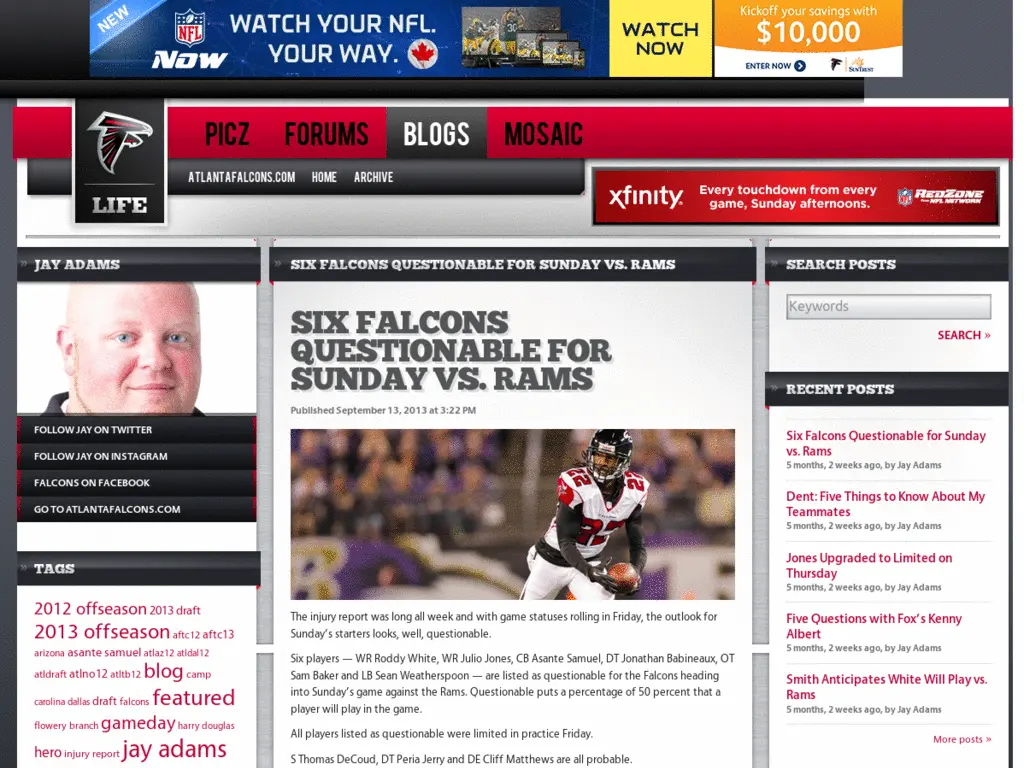 NEW
NFL
NOW
WATCH YOUR NFL.
YOUR WAY.
WATCH
NOW
Kickoff your savings with
$10,000
ENTER NOW
SUNTRUST
PICZ
FORUMS
BLOGS
MOSAIC
LIFE
ATLANTAFALCONS.COM
HOME
ARCHIVE
xfinity.
Every touchdown from every
game, Sunday afternoons.
NFL
REDZONE
FROM NFL NETWORK
» JAY ADAMS
FOLLOW JAY ON TWITTER
FOLLOW JAY ON INSTAGRAM
FALCONS ON FACEBOOK
GO TO ATLANTAFALCONS.COM
» TAGS
2012 offseason 2013 draft
2013 offseason aftc12 aftc13
arizona asante samuel atlaz12 atldal12
atldraft atlno12 atltb12 blog camp
carolina dallas draft falcons featured
flowery branch gameday harry douglas
hero injury report jay adams
» SIX FALCONS QUESTIONABLE FOR SUNDAY VS. RAMS
SIX FALCONS
QUESTIONABLE FOR
SUNDAY VS. RAMS
Published September 13, 2013 at 3:22 PM
22
22
The injury report was long all week and with game statuses rolling in Friday, the outlook for
Sunday's starters looks, well, questionable.
Six players — WR Roddy White, WR Julio Jones, CB Asante Samuel, DT Jonathan Babineaux, OT
Sam Baker and LB Sean Weatherspoon — are listed as questionable for the Falcons heading
into Sunday's game against the Rams. Questionable puts a percentage of 50 percent that a
player will play in the game.
All players listed as questionable were limited in practice Friday.
S Thomas DeCoud, DT Peria Jerry and DE Cliff Matthews are all probable.
» SEARCH POSTS
Keywords
SEARCH »
» RECENT POSTS
Six Falcons Questionable for Sunday
vs. Rams
5 months, 2 weeks ago, by Jay Adams
Dent: Five Things to Know About My
Teammates
5 months, 2 weeks ago, by Jay Adams
Jones Upgraded to Limited on
Thursday
5 months, 2 weeks ago, by Jay Adams
Five Questions with Fox's Kenny
Albert
5 months, 2 weeks ago, by Jay Adams
Smith Anticipates White Will Play vs.
Rams
5 months, 2 weeks ago, by Jay Adams
More posts »